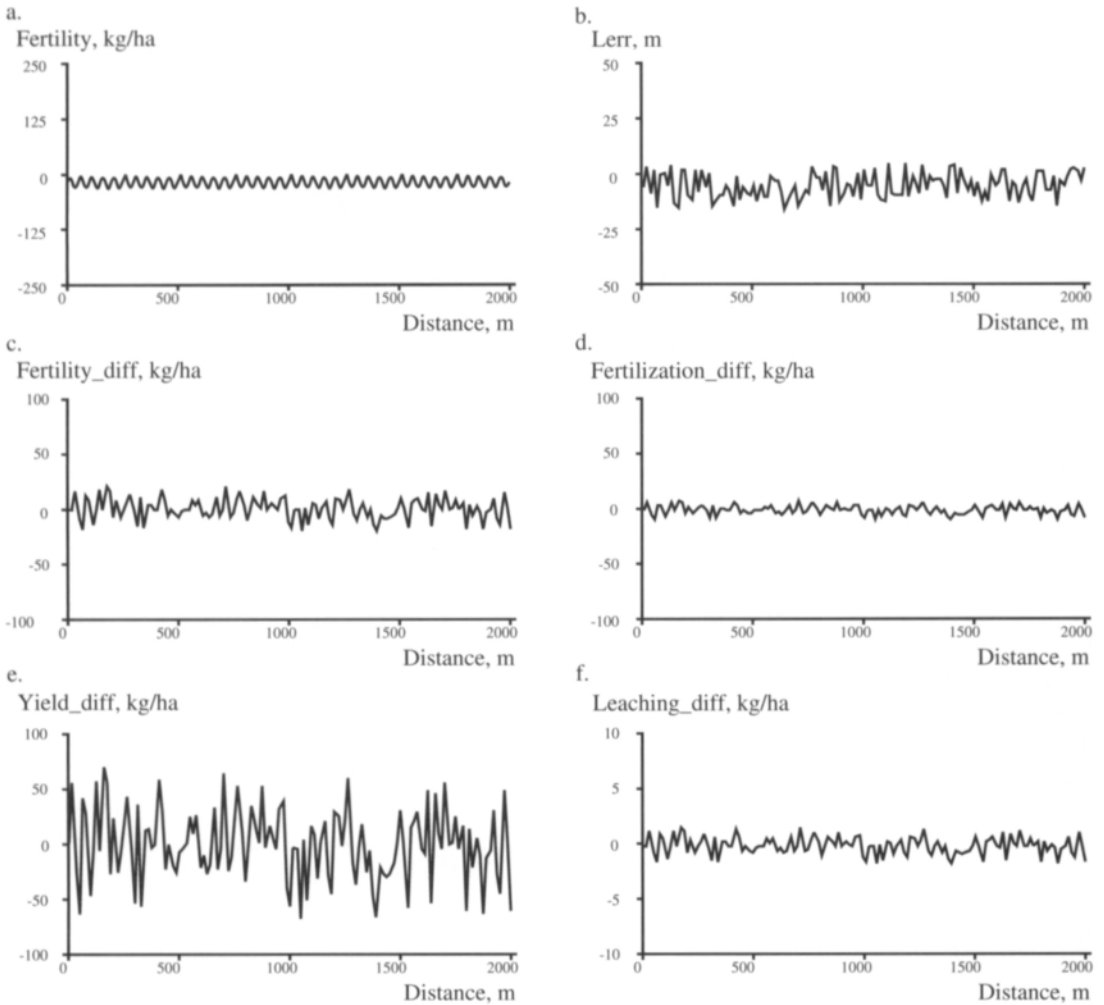 a.
Fertility, kg/ha
250
125
0
-125
-250
0 500 1000 1500 2000
Distance, m
b.
Lerr, m
50
25
0
-25
-50
0 500 1000 1500 2000
Distance, m
c.
Fertility_diff, kg/ha
100
50
0
-50
-100
0 500 1000 1500 2000
Distance, m
d.
Fertilization_diff, kg/ha
100
50
0
-50
-100
0 500 1000 1500 2000
Distance, m
e.
Yield_diff, kg/ha
100
50
0
-50
-100
0 500 1000 1500 2000
Distance, m
f.
Leaching_diff, kg/ha
10
5
0
-5
-10
0 500 1000 1500 2000
Distance, m